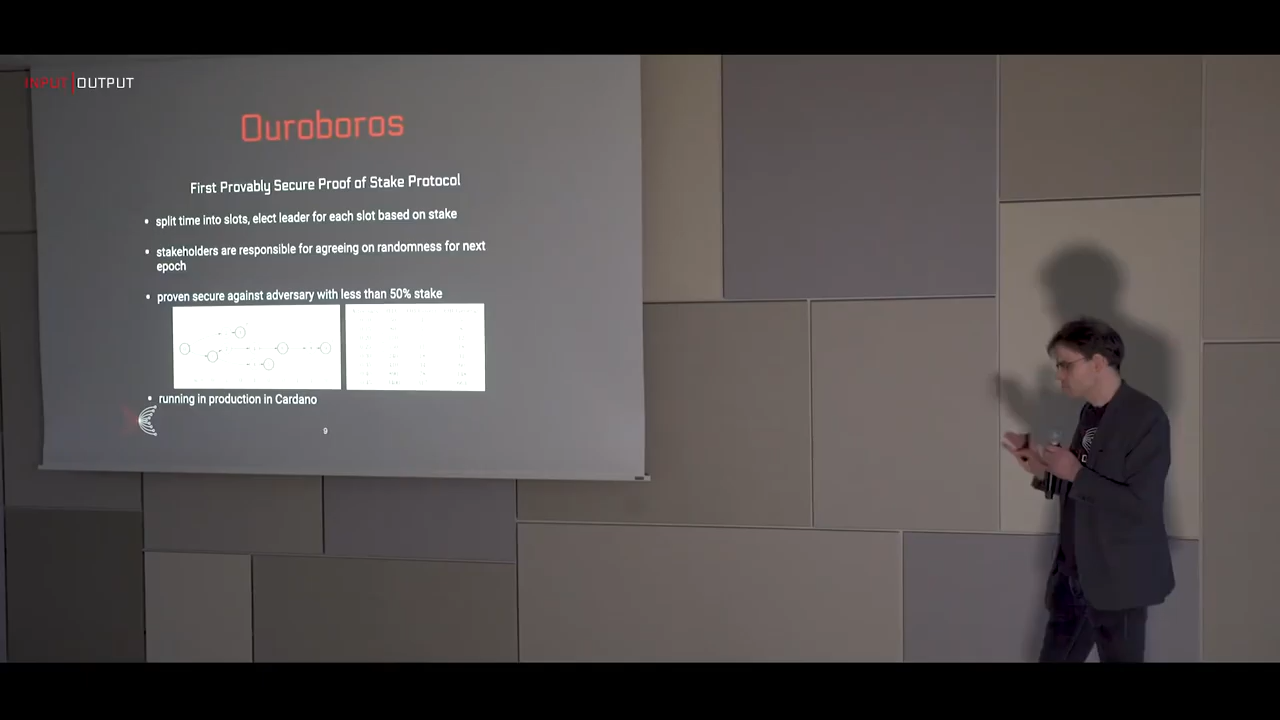 INPUT|OUTPUT
Ouroboros
First Provably Secure Proof of Stake Protocol
• split time into slots, elect leader for each slot based on stake
• stakeholders are responsible for agreeing on randomness for next
epoch
• proven secure against adversary with less than 50% stake
• running in production in Cardano
9